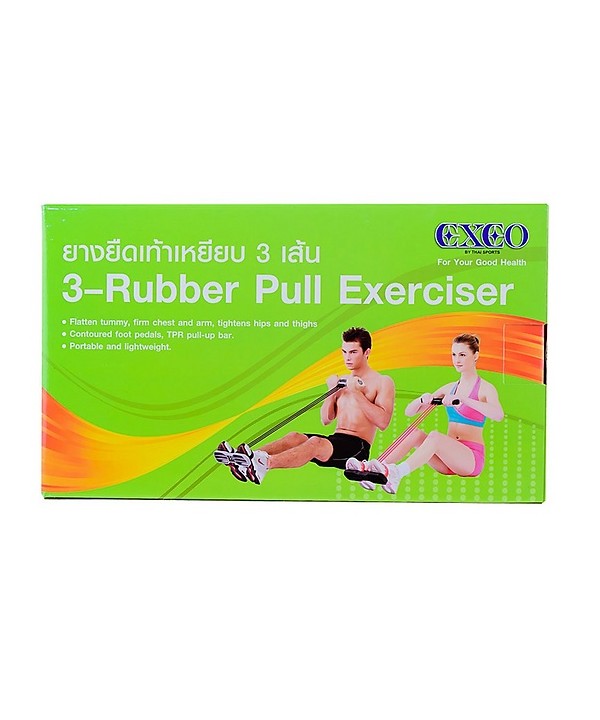 EXEO
BY THAI SPORTS
For Your Good Health
ยางยืดเท้าเหยียบ 3 เส้น
3-Rubber Pull Exerciser
• Flatten tummy, firm chest and arm, tightens hips and thighs
• Contoured foot pedals, TPR pull-up bar.
• Portable and lightweight.